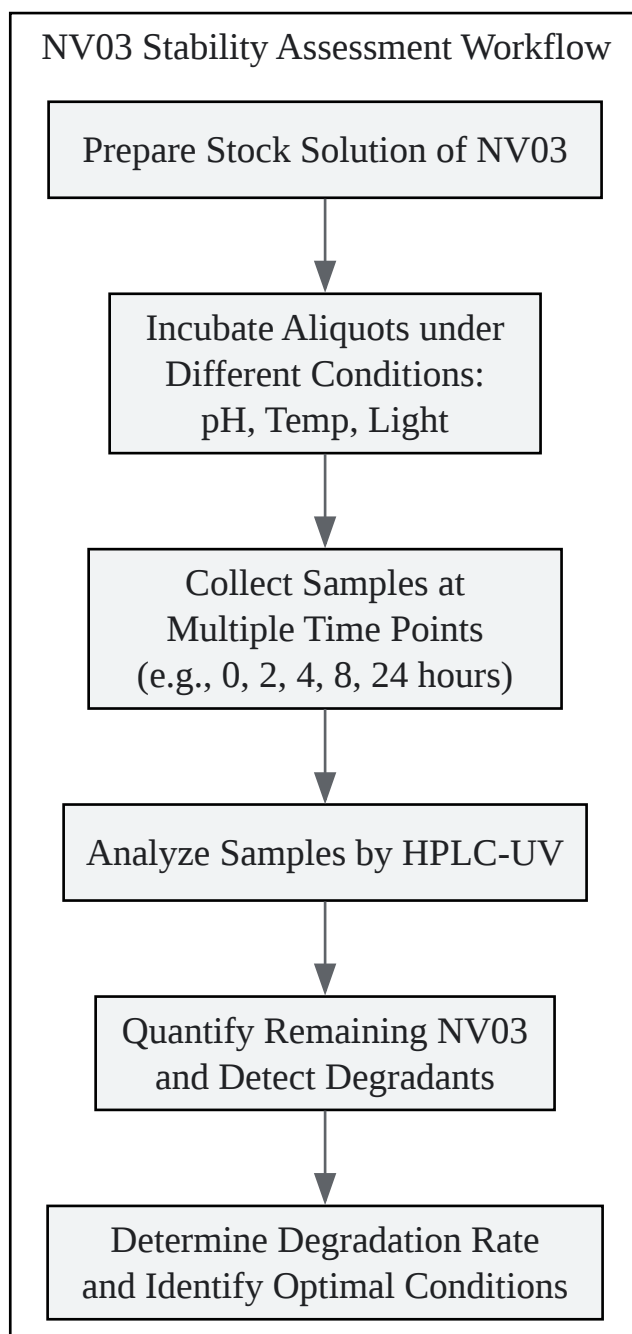 NV03 Stability Assessment Workflow
Prepare Stock Solution of NV03
Incubate Aliquots under
Different Conditions:
pH, Temp, Light
Collect Samples at
Multiple Time Points
(e.g., 0, 2, 4, 8, 24 hours)
Analyze Samples by HPLC-UV
Quantify Remaining NV03
and Detect Degradants
Determine Degradation Rate
and Identify Optimal Conditions